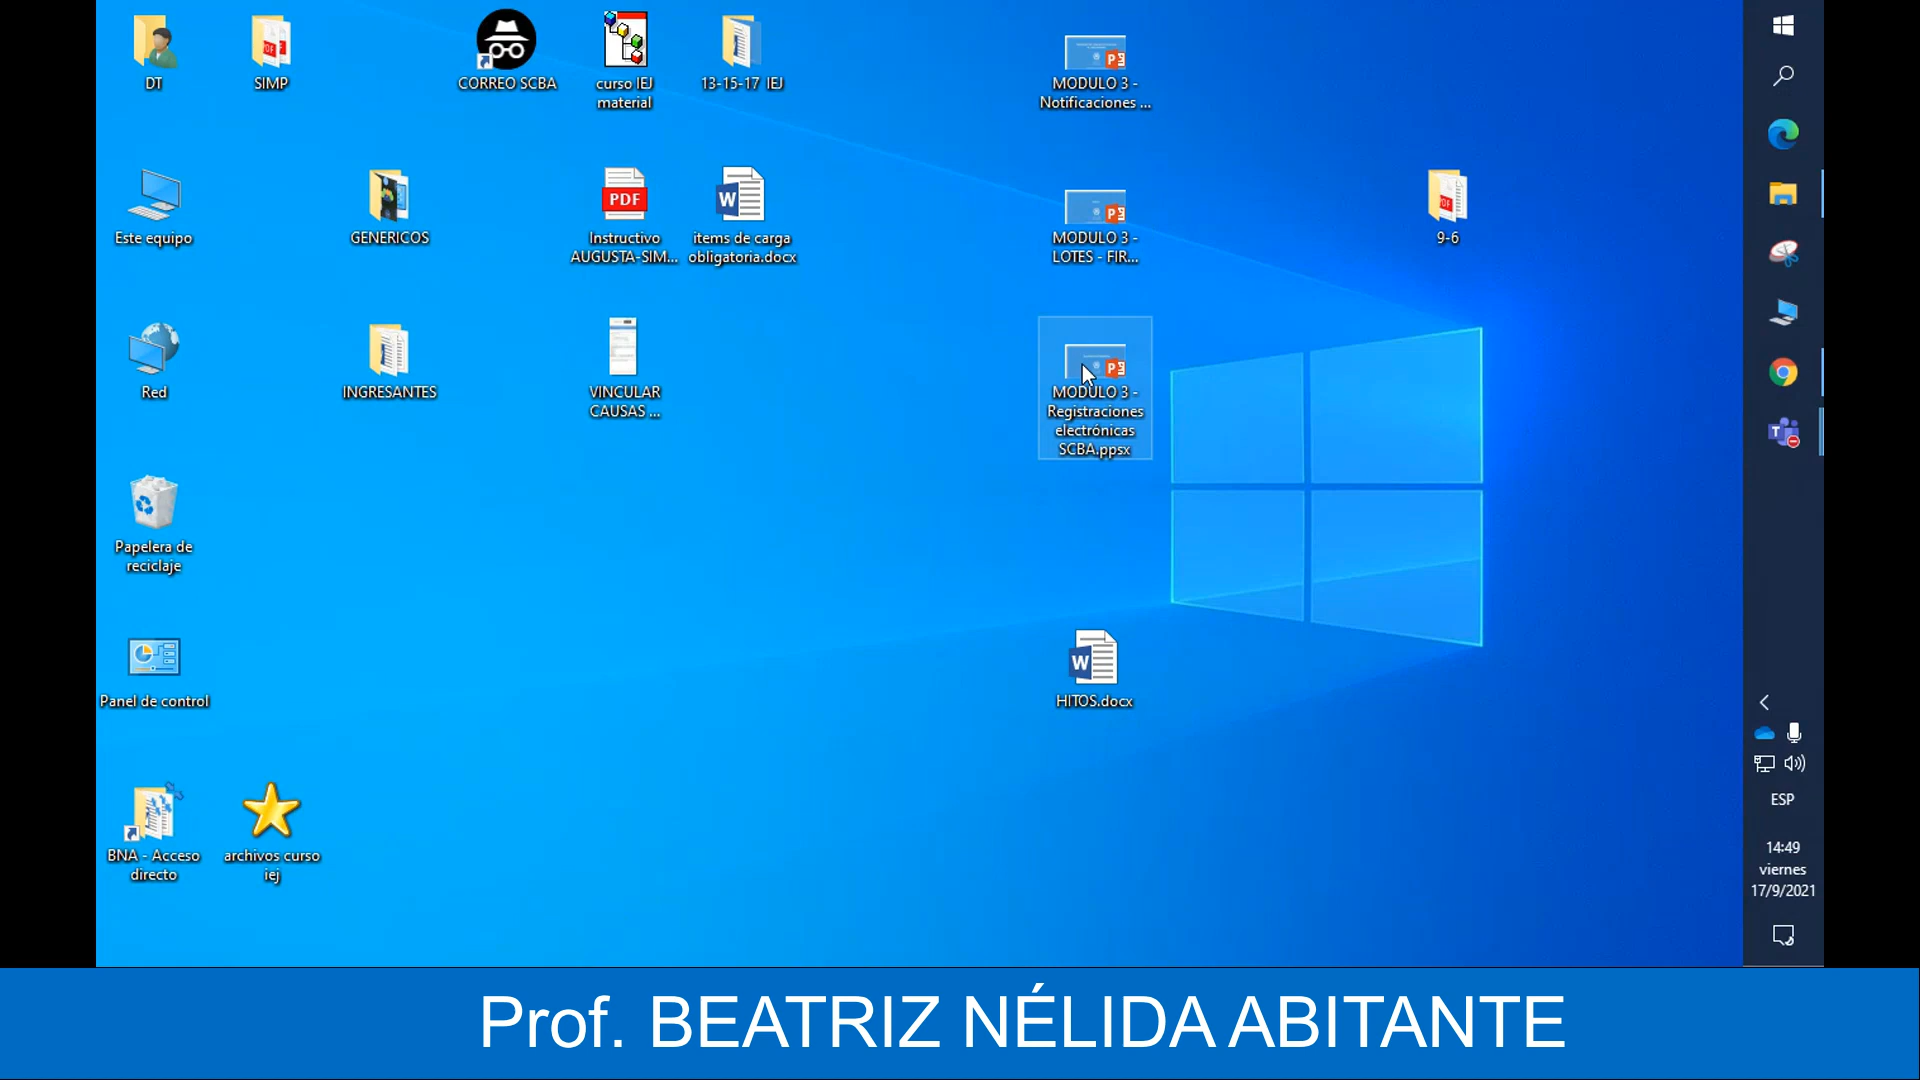 DT
SIMP
CORREO SCBA
curso IEJ
material
13-15-17 IEJ
MODULO 3 -
Notificaciones ...
Este equipo
GENERICOS
PDF
Instructivo
AUGUSTA-SIM...
W
items de carga
obligatoria.docx
MODULO 3 -
LOTES - FIR...
9-6
Red
INGRESANTES
VINCULAR
CAUSAS ...
MODULO 3 -
Registraciones
electrónicas
SCBA.ppsx
Papelera de
reciclaje
Panel de control
W
HITOS.docx
BNA - Acceso
directo
archivos curso
iej
ESP
14:49
viernes
17/9/2021
Prof. BEATRIZ NÉLIDA ABITANTE